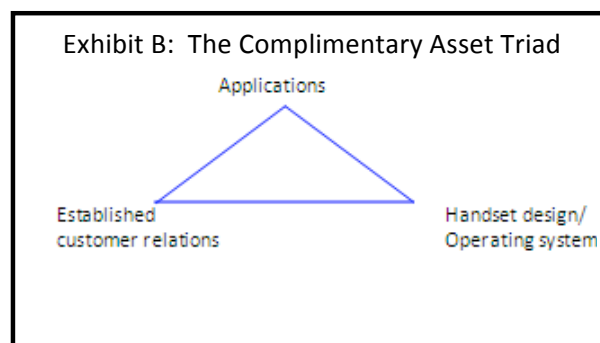 Exhibit B:  The Complimentary Asset Triad
Applications
Established
customer relations
Handset design/
Operating system